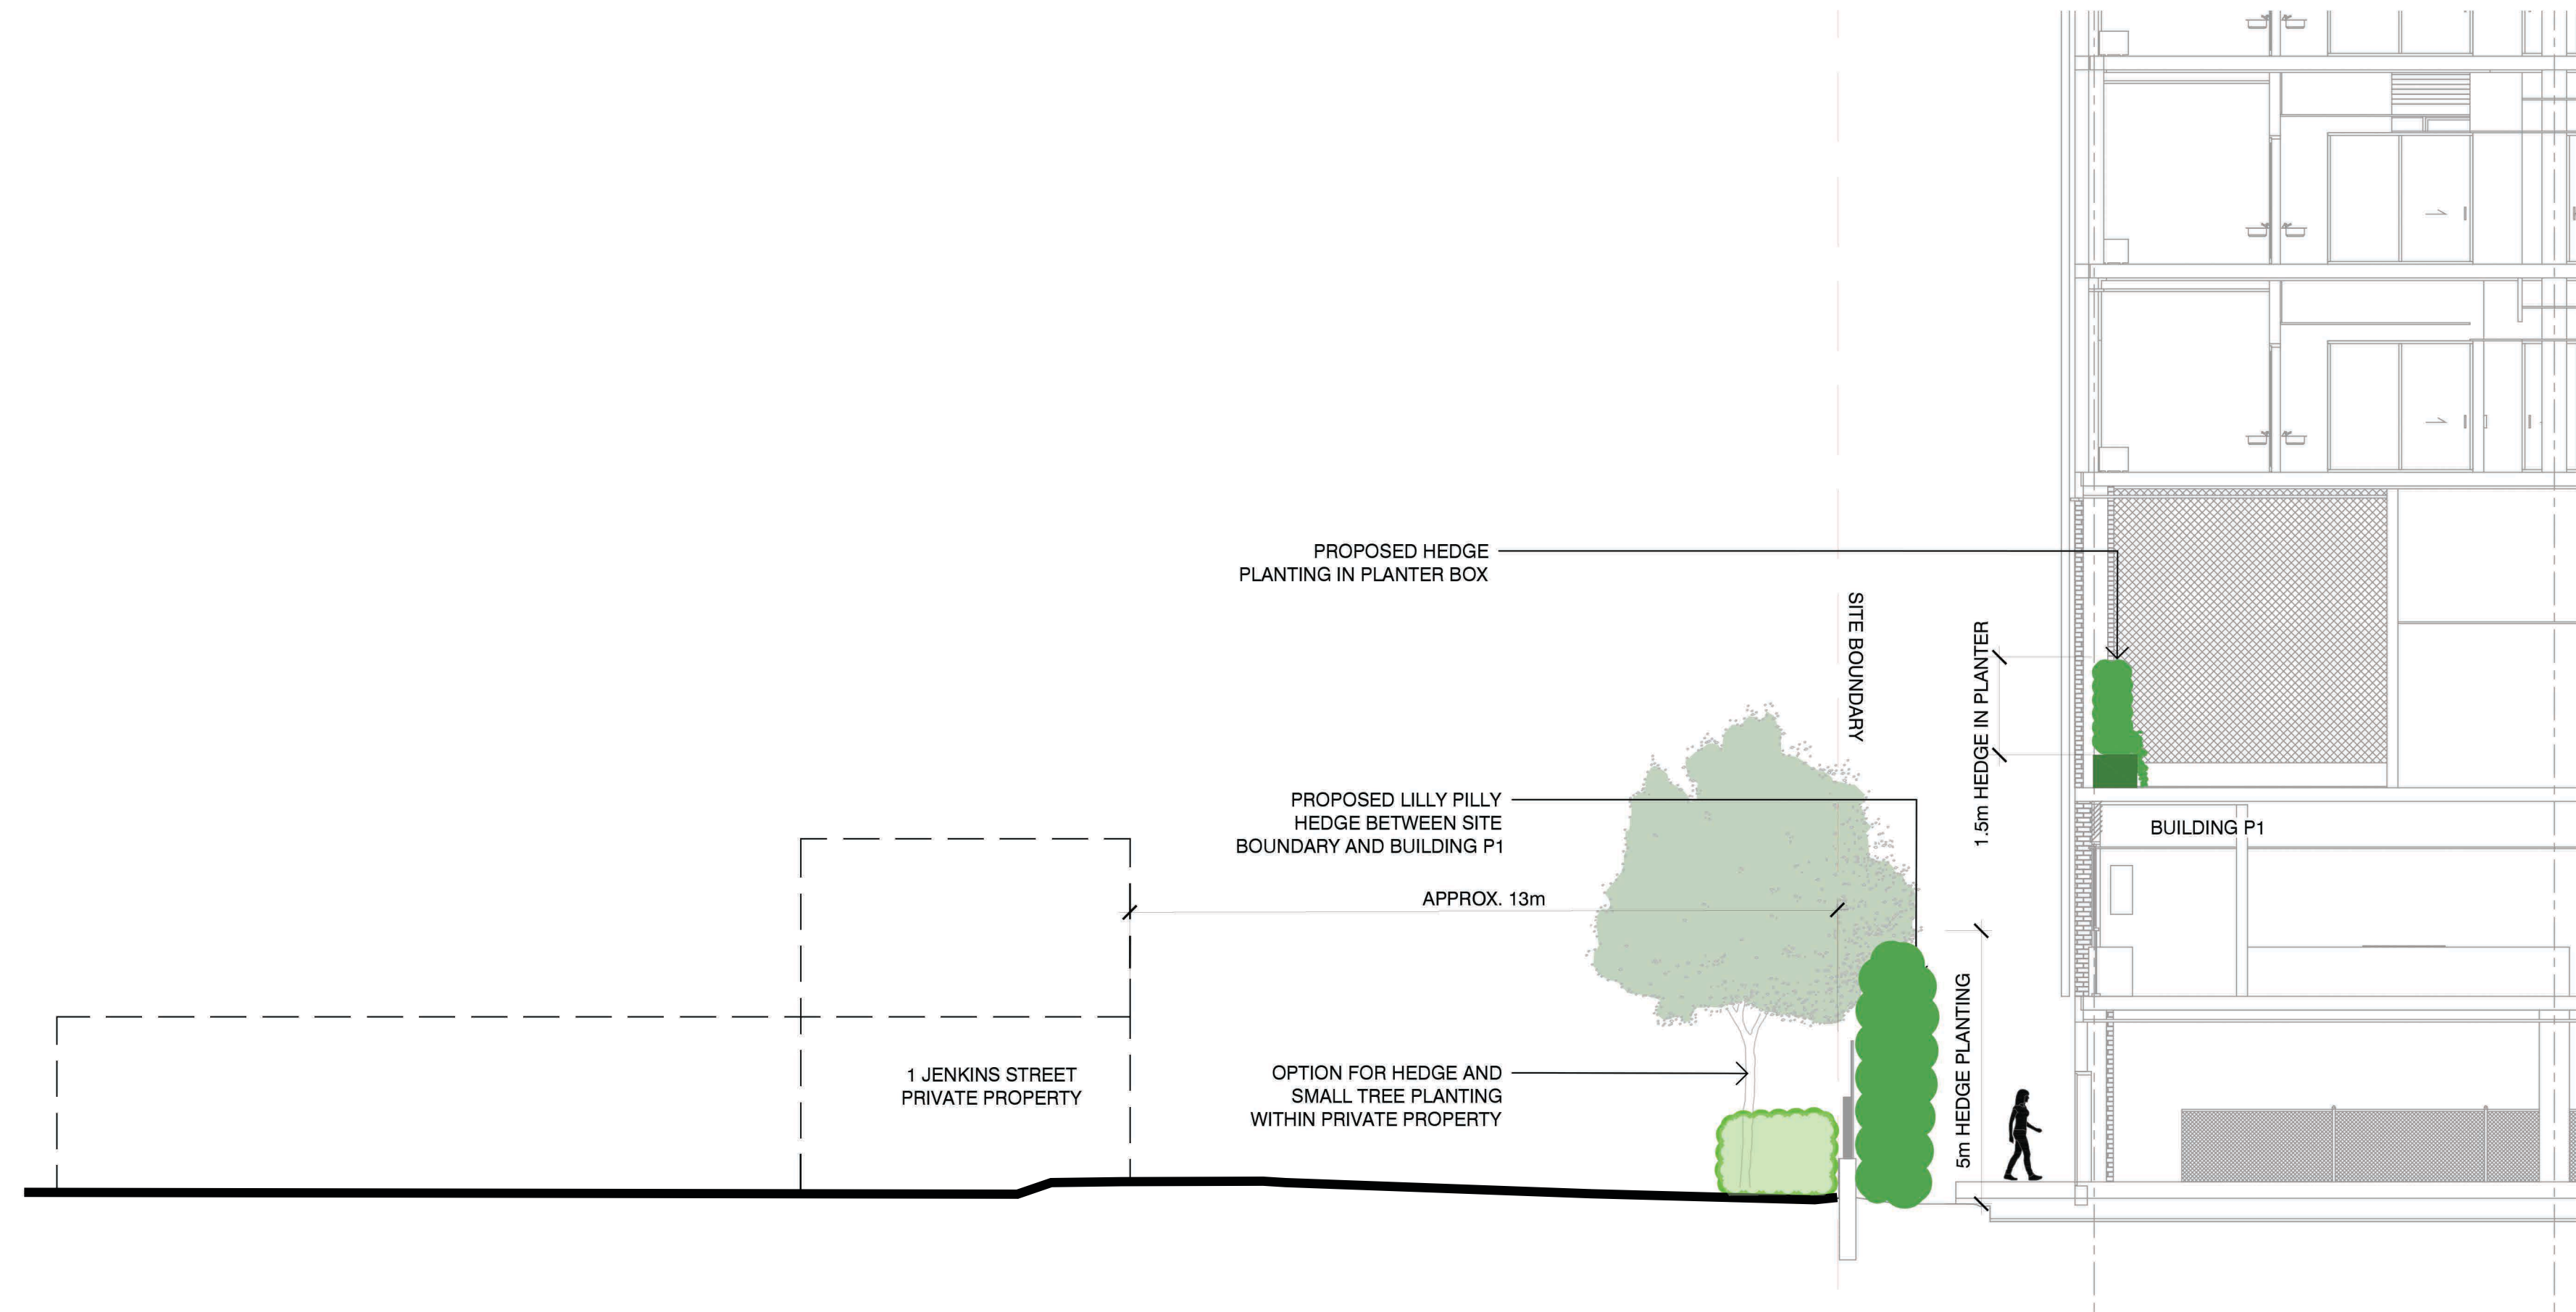 PROPOSED HEDGE
PLANTING IN PLANTER BOX
SITE BOUNDARY
1.5m HEDGE IN PLANTER
PROPOSED LILLY PILLY
HEDGE BETWEEN SITE
BOUNDARY AND BUILDING P1
BUILDING P1
APPROX. 13m
5m HEDGE PLANTING
1 JENKINS STREET
PRIVATE PROPERTY
OPTION FOR HEDGE AND
SMALL TREE PLANTING
WITHIN PRIVATE PROPERTY